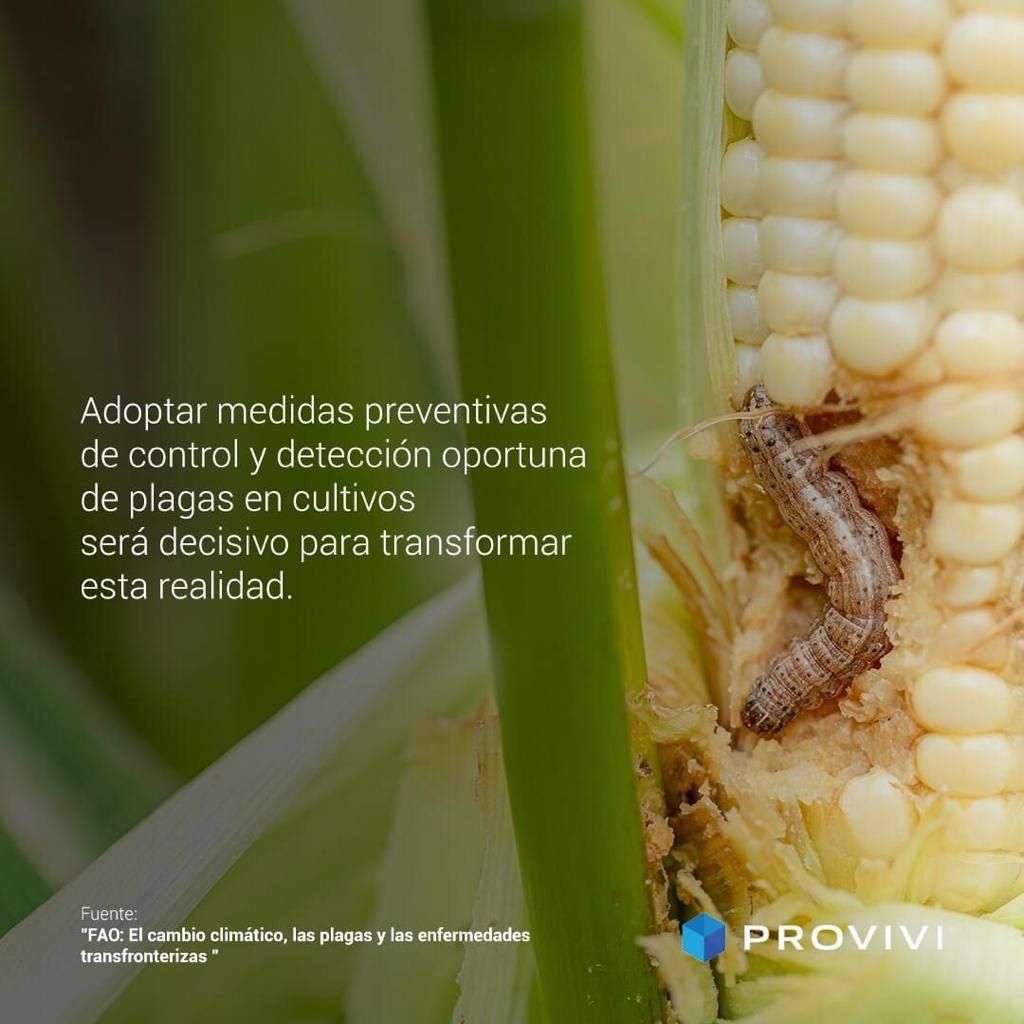 Adoptar medidas preventivas
de control y detección oportuna
de plagas en cultivos
será decisivo para transformar
esta realidad.
Fuente:
"FAO: El cambio climático, las plagas y las enfermedades
transfronterizas "
PROVIVI